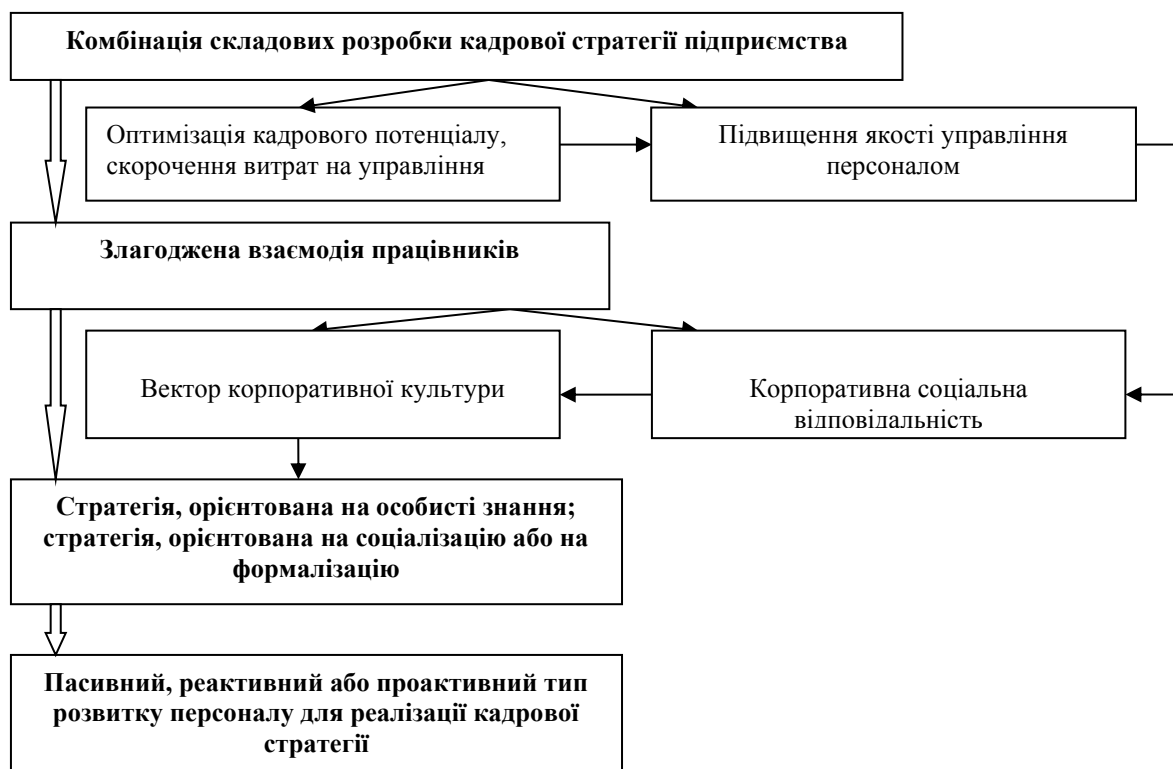 Комбінація складових розробки кадрової стратегії підприємства
Оптимізація кадрового потенціалу,
скорочення витрат на управління
Підвищення якості управління
персоналом
Злагоджена взаємодія працівників
Вектор корпоративної культури
Корпоративна соціальна
відповідальність
Стратегія, орієнтована на особисті знання;
стратегія, орієнтована на соціалізацію або на
формалізацію
Пасивний, реактивний або проактивний тип
розвитку персоналу для реалізації кадрової
стратегії